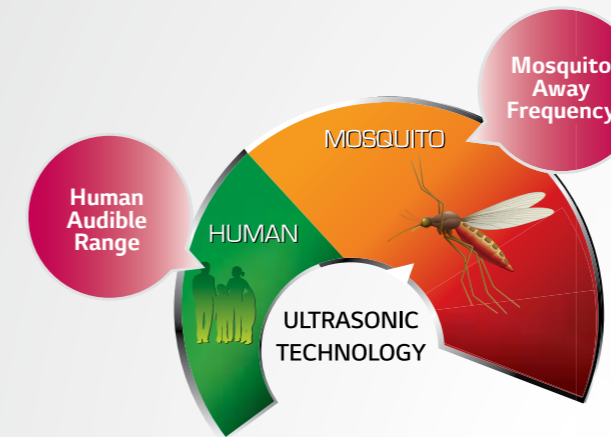 Mosquito
Away
Frequency
MOSQUITO
Human
Audible
Range
HUMAN
ULTRASONIC
TECHNOLOGY